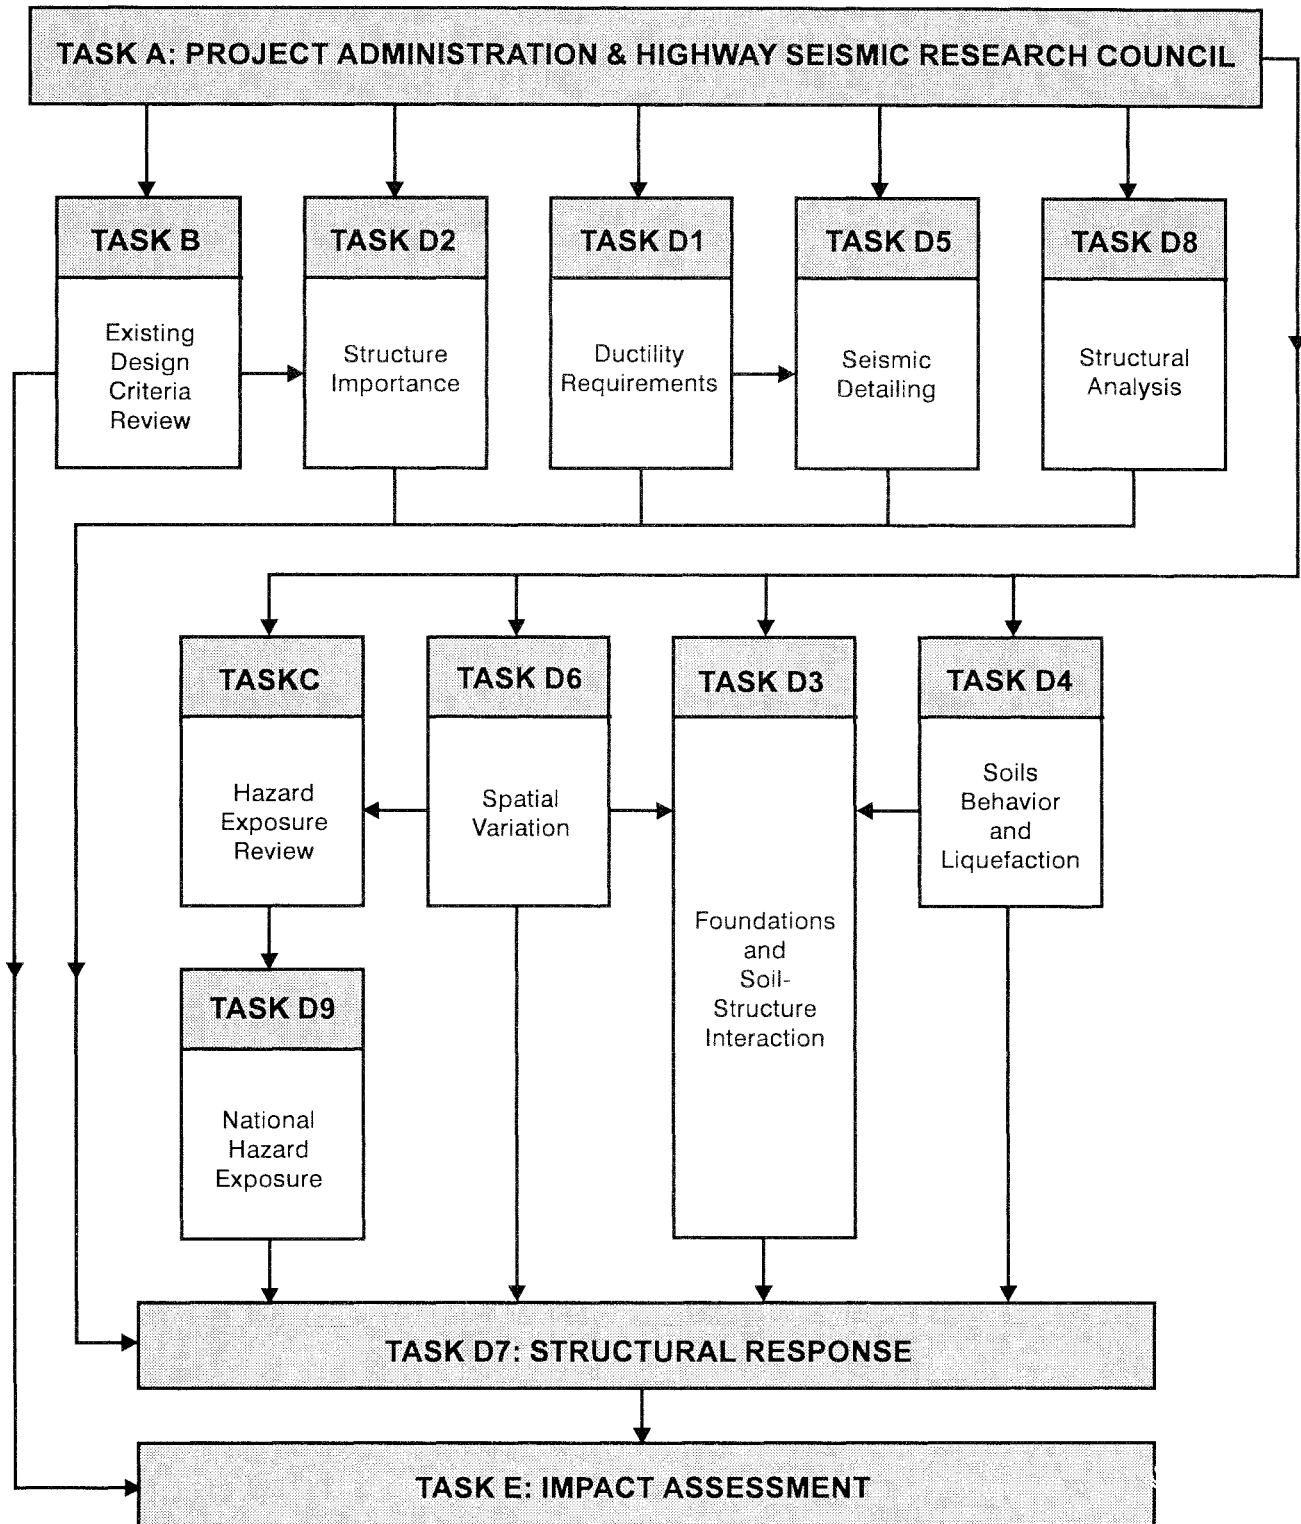 TASK A: PROJECT ADMINISTRATION & HIGHWAY SEISMIC RESEARCH COUNCIL
TASK B
Existing
Design
Criteria
Review
TASK D2
Structure
Importance
TASK D1
Ductility
Requirements
TASK D5
Seismic
Detailing
TASK D8
Structural
Analysis
TASKC
Hazard
Exposure
Review
TASK D6
Spatial
Variation
TASK D3
Foundations
and
Soil-
Structure
Interaction
TASK D4
Soils
Behavior
and
Liquefaction
TASK D9
National
Hazard
Exposure
TASK D7: STRUCTURAL RESPONSE
TASK E: IMPACT ASSESSMENT